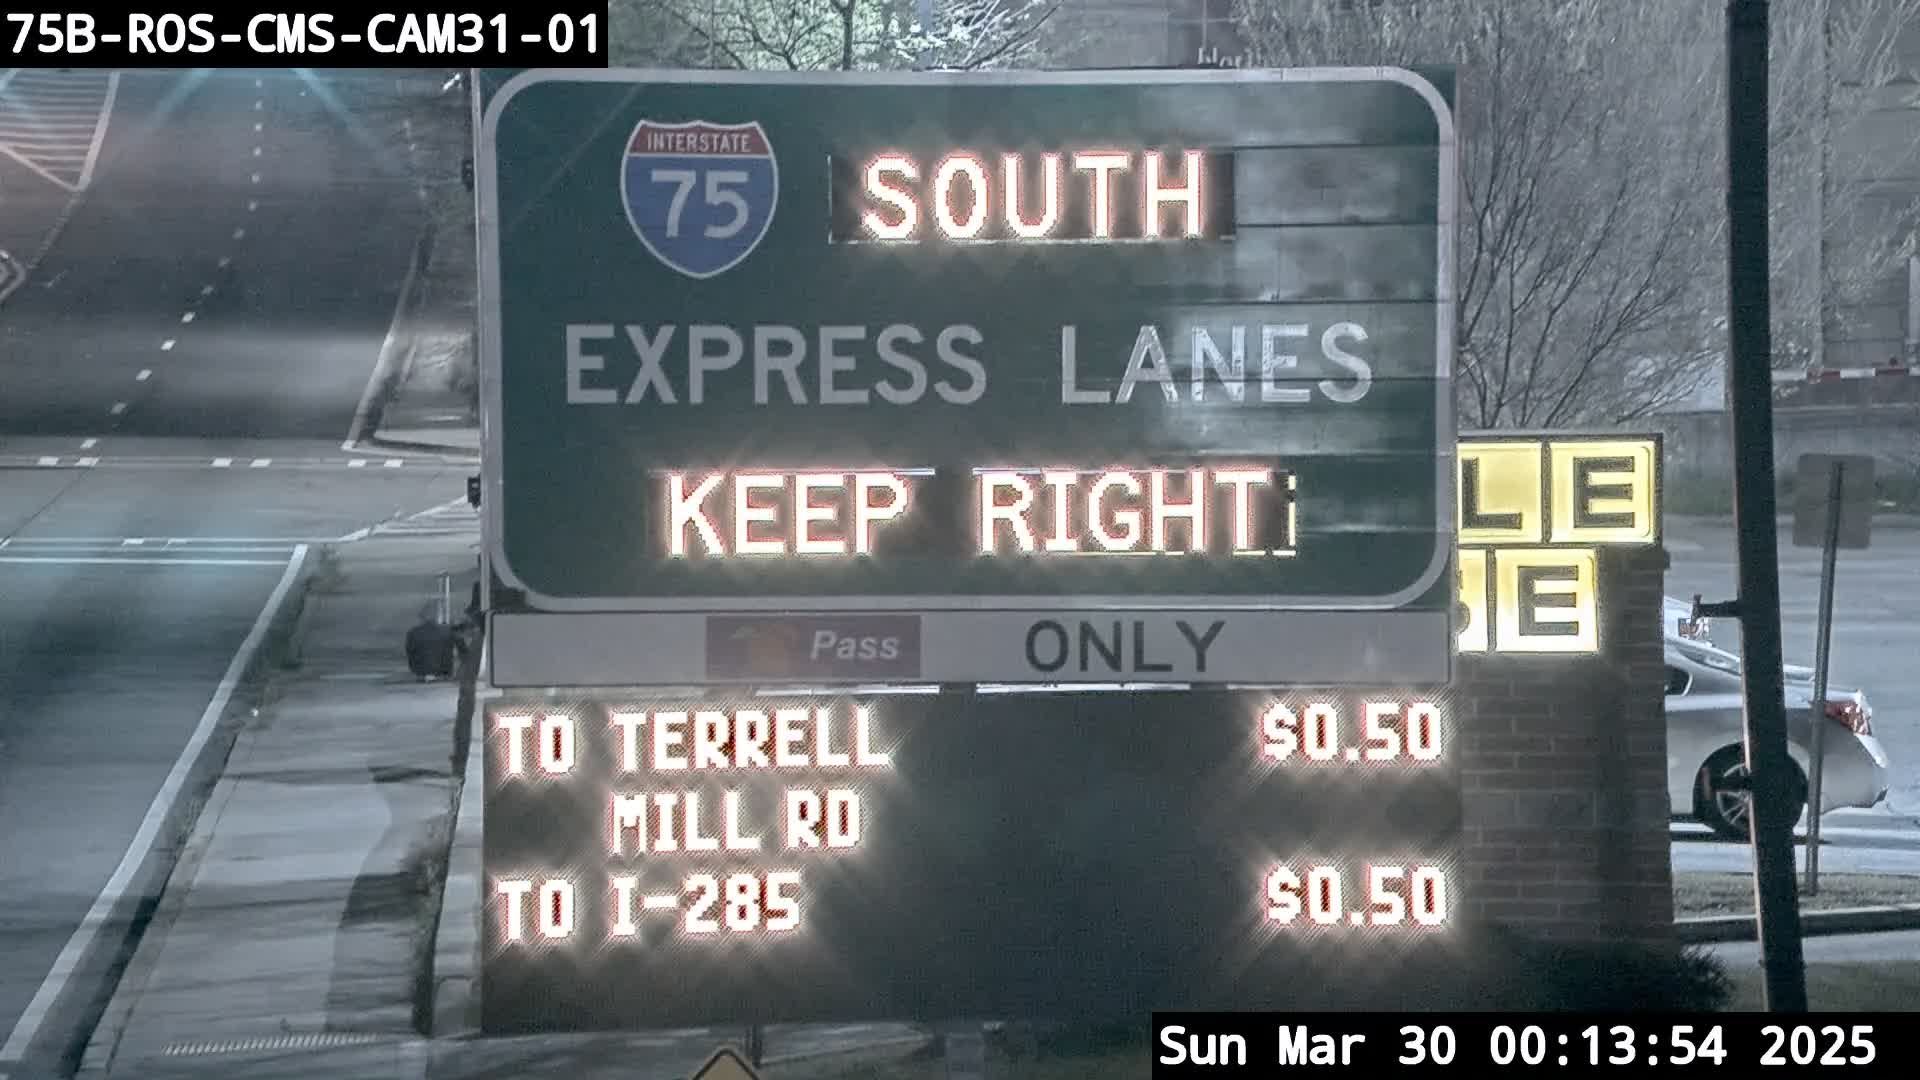 75B-ROS-CMS-CAM31-01
INTERSTATE
75
SOUTH
EXPRESS LANES
KEEP RIGHT
Pass ONLY
TO TERRELL $0.50
MILL RD
TO I-285 $0.50
LE
E
Sun Mar 30 00:13:54 2025